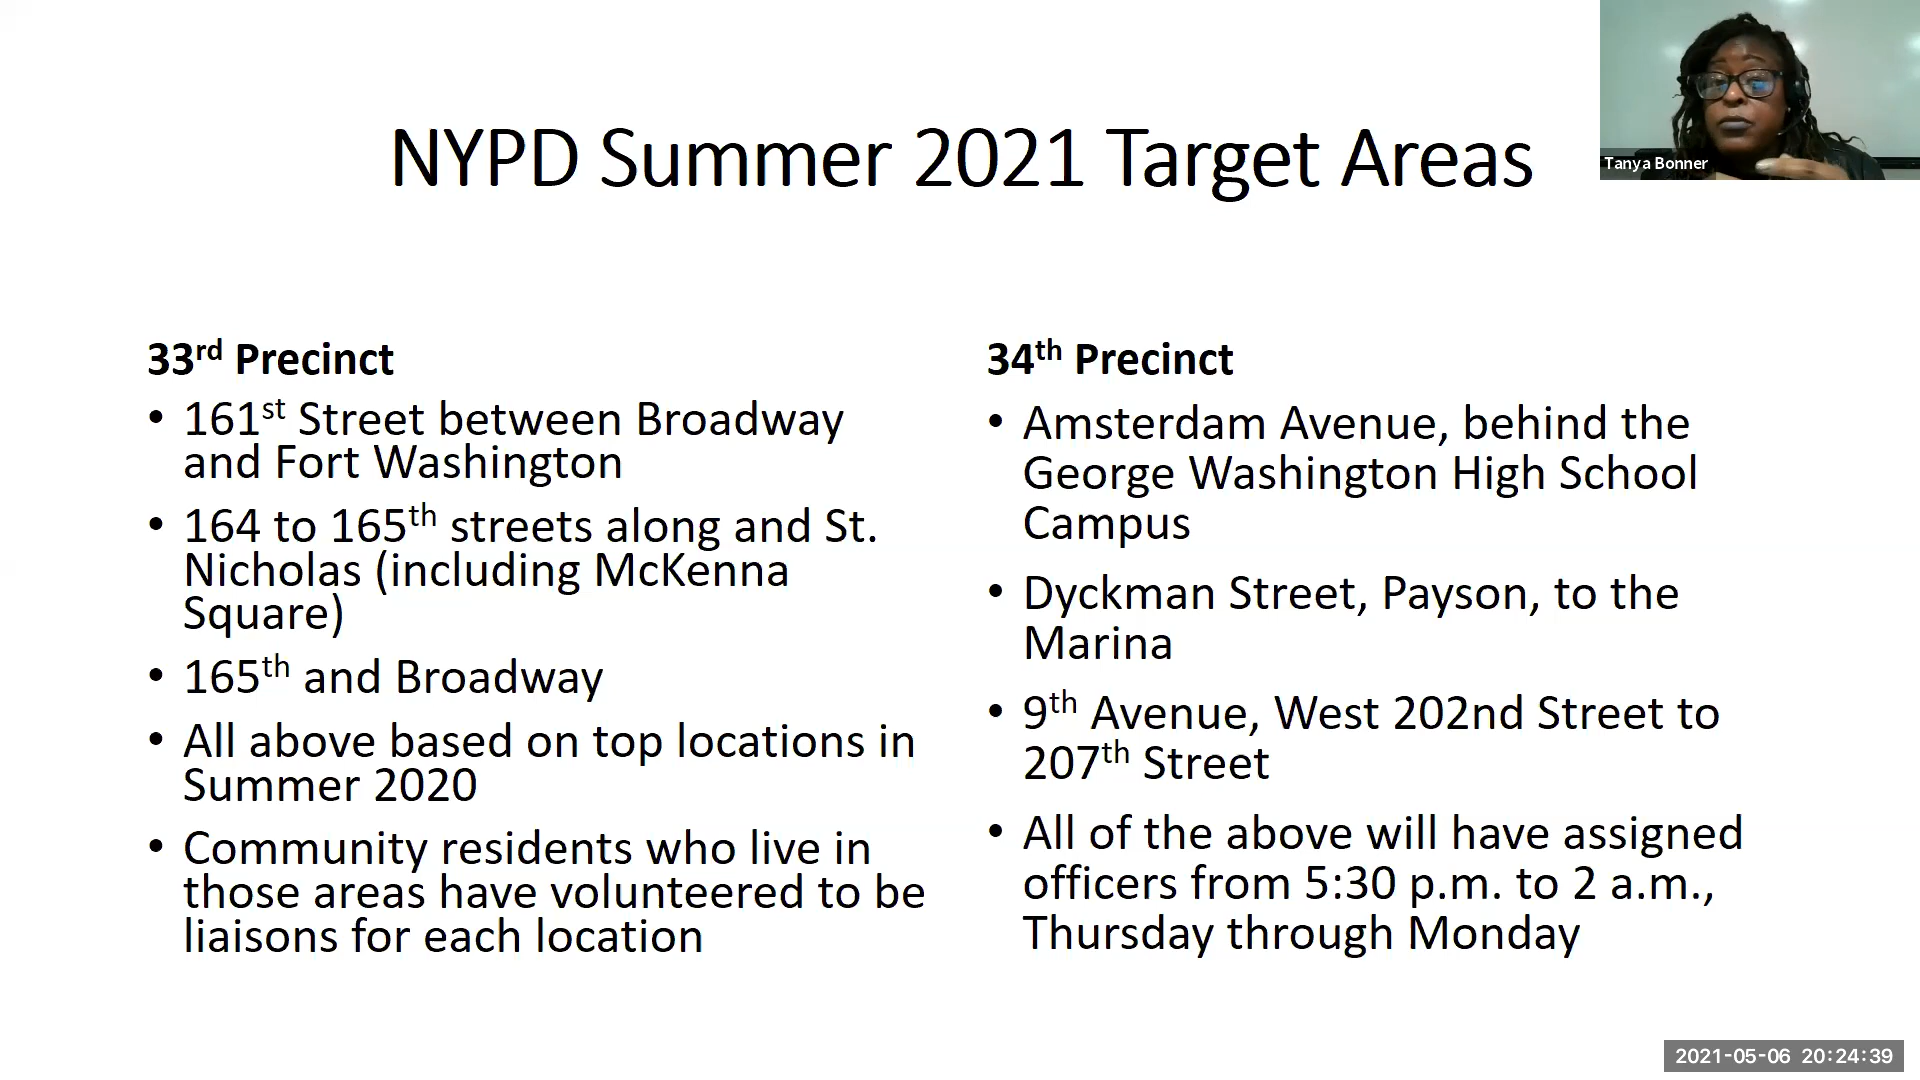 NYPD Summer 2021 Target Areas
Tanya Bonner
33rd Precinct
• 161st Street between Broadway
and Fort Washington
• 164 to 165th streets along and St.
Nicholas (including McKenna
Square)
• 165th and Broadway
• All above based on top locations in
Summer 2020
• Community residents who live in
those areas have volunteered to be
liaisons for each location
34th Precinct
• Amsterdam Avenue, behind the
George Washington High School
Campus
• Dyckman Street, Payson, to the
Marina
• 9th Avenue, West 202nd Street to
207th Street
• All of the above will have assigned
officers from 5:30 p.m. to 2 a.m.,
Thursday through Monday
2021-05-06 20:24:39